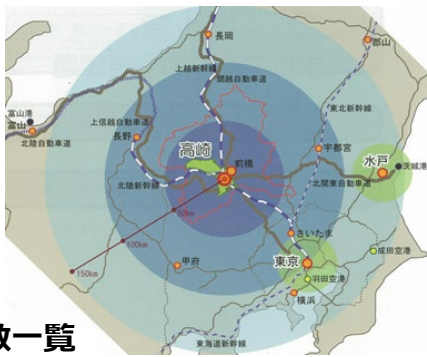 長岡
郡山
上越新幹線
関越自動車道
東北新幹線
富山港
富山
北陸自動車道
上信越自動車道
長野
高崎
前橋
宇都宮
水戸
茨城港
北陸新幹線
北関東自動車道
50km
100km
150km
さいたま
甲府
東京
成田空港
羽田空港
横浜
東海道新幹線
一覧